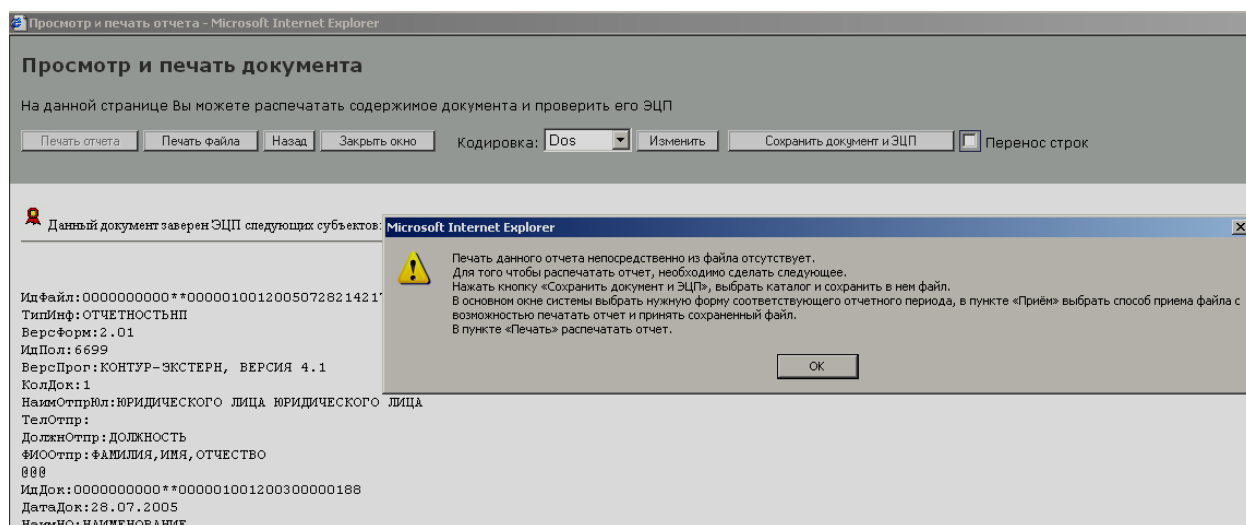 Просмотр и печать отчета - Microsoft Internet Explorer
Просмотр и печать документа
На данной странице Вы можете распечатать содержимое документа и проверить его ЭЦП
Печать отчета Печать файла Назад Закрыть окно Кодировка: Dos Изменить Сохранить документ и ЭЦП Перенос строк
Данный документ заверен ЭЦП следующих субъектов:
Microsoft Internet Explorer
Печать данного отчета непосредственно из файла отсутствует.
Для того чтобы распечатать отчет, необходимо сделать следующее.
Нажать кнопку «Сохранить документ и ЭЦП», выбрать каталог и сохранить в нем файл.
В основном окне системы выбрать нужную форму соответствующего отчетного периода, в пункте «Приём» выбрать способ приема файла с
возможностью печатать отчет и принять сохраненный файл.
В пункте «Печать» распечатать отчет.
OK
ИдФайл:0000000000**0000010012005072821421
ТипИнф:ОТЧЕТНОСТЬНП
ВерсФорм:2.01
ИдПол:6699
ВерсПрог:КОНТУР-ЭКСТЕРН, ВЕРСИЯ 4.1
КолДок:1
НаимОтпрЮл:ЮРИДИЧЕСКОГО ЛИЦА ЮРИДИЧЕСКОГО ЛИЦА
ТелОтпр:
ДолжнОтпр:ДОЛЖНОСТЬ
ФИООтпр:ФАМИЛИЯ,ИМЯ,ОТЧЕСТВО
@@@
ИдДок:0000000000**000001001200300000188
ДатаДок:28.07.2005
НаимНО:НАИМЕНОВАНИЕ